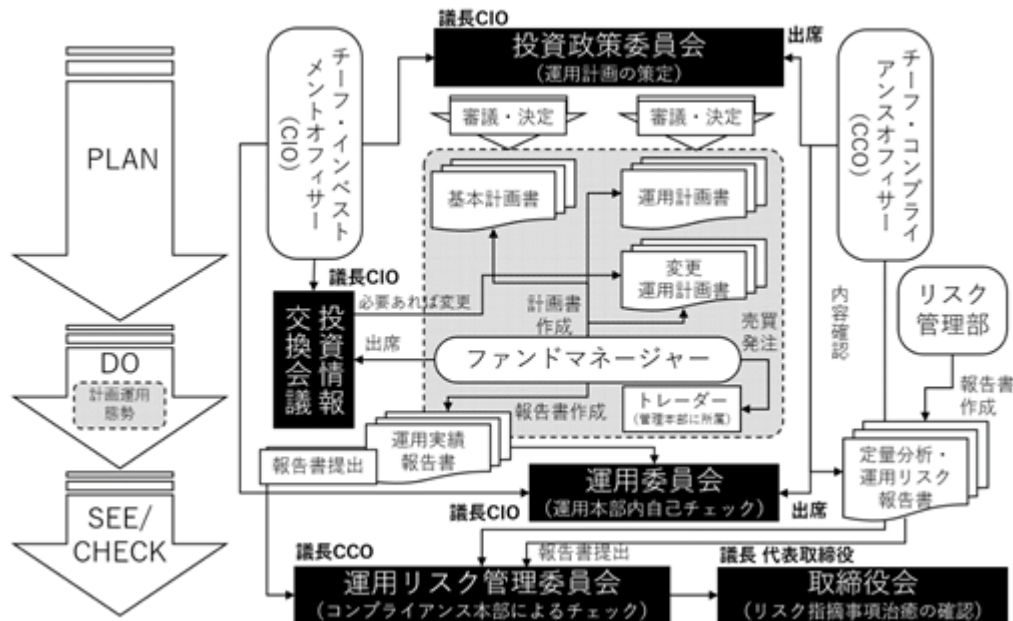 議長CIO
投資政策委員会
(運用計画の策定)
出席
チーフ・インベスト
メントオフィサー
(CIO)
チーフ・コンプライ
アンスオフィサー
(CCO)
PLAN
審議・決定
審議・決定
基本計画書
運用計画書
変更
運用計画書
議長CIO
必要あれば変更
投資情報
交換会議
出席
計画書
作成
売買
発注
内容確認
リスク
管理部
ファンドマネージャー
DO
計画運用
態勢
報告書作成
トレーダー
(管理本部に所属)
報告書
作成
運用実績
報告書
報告書提出
定量分析・
運用リスク
報告書
運用委員会
(運用本部内自己チェック)
議長CIO
出席
SEE/
CHECK
議長CCO
報告書提出
議長 代表取締役
運用リスク管理委員会
(コンプライアンス本部によるチェック)
取締役会
(リスク指摘事項治癒の確認)